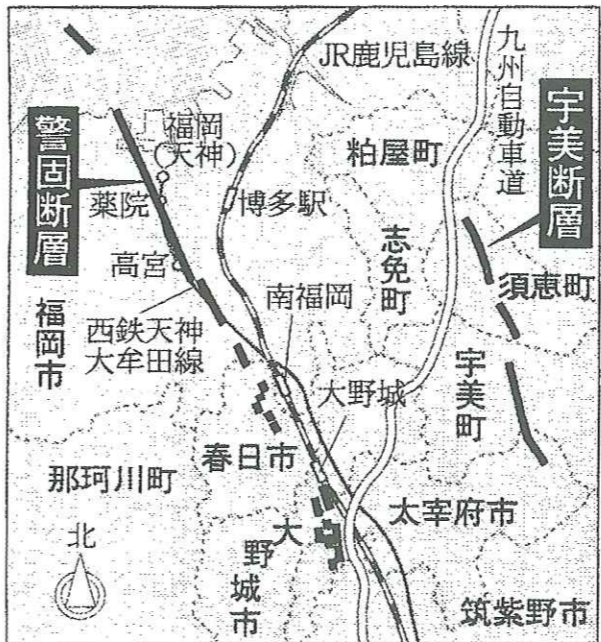 JR鹿児島線
九州自動車道
宇美断層
警固断層
福岡
(天神)
粕屋町
薬院
博多駅
志免町
高宮
須恵町
福岡市
西鉄天神
大牟田線
南福岡
宇美町
大野城
春日市
那珂川町
太宰府市
北
大野城市
筑紫野市